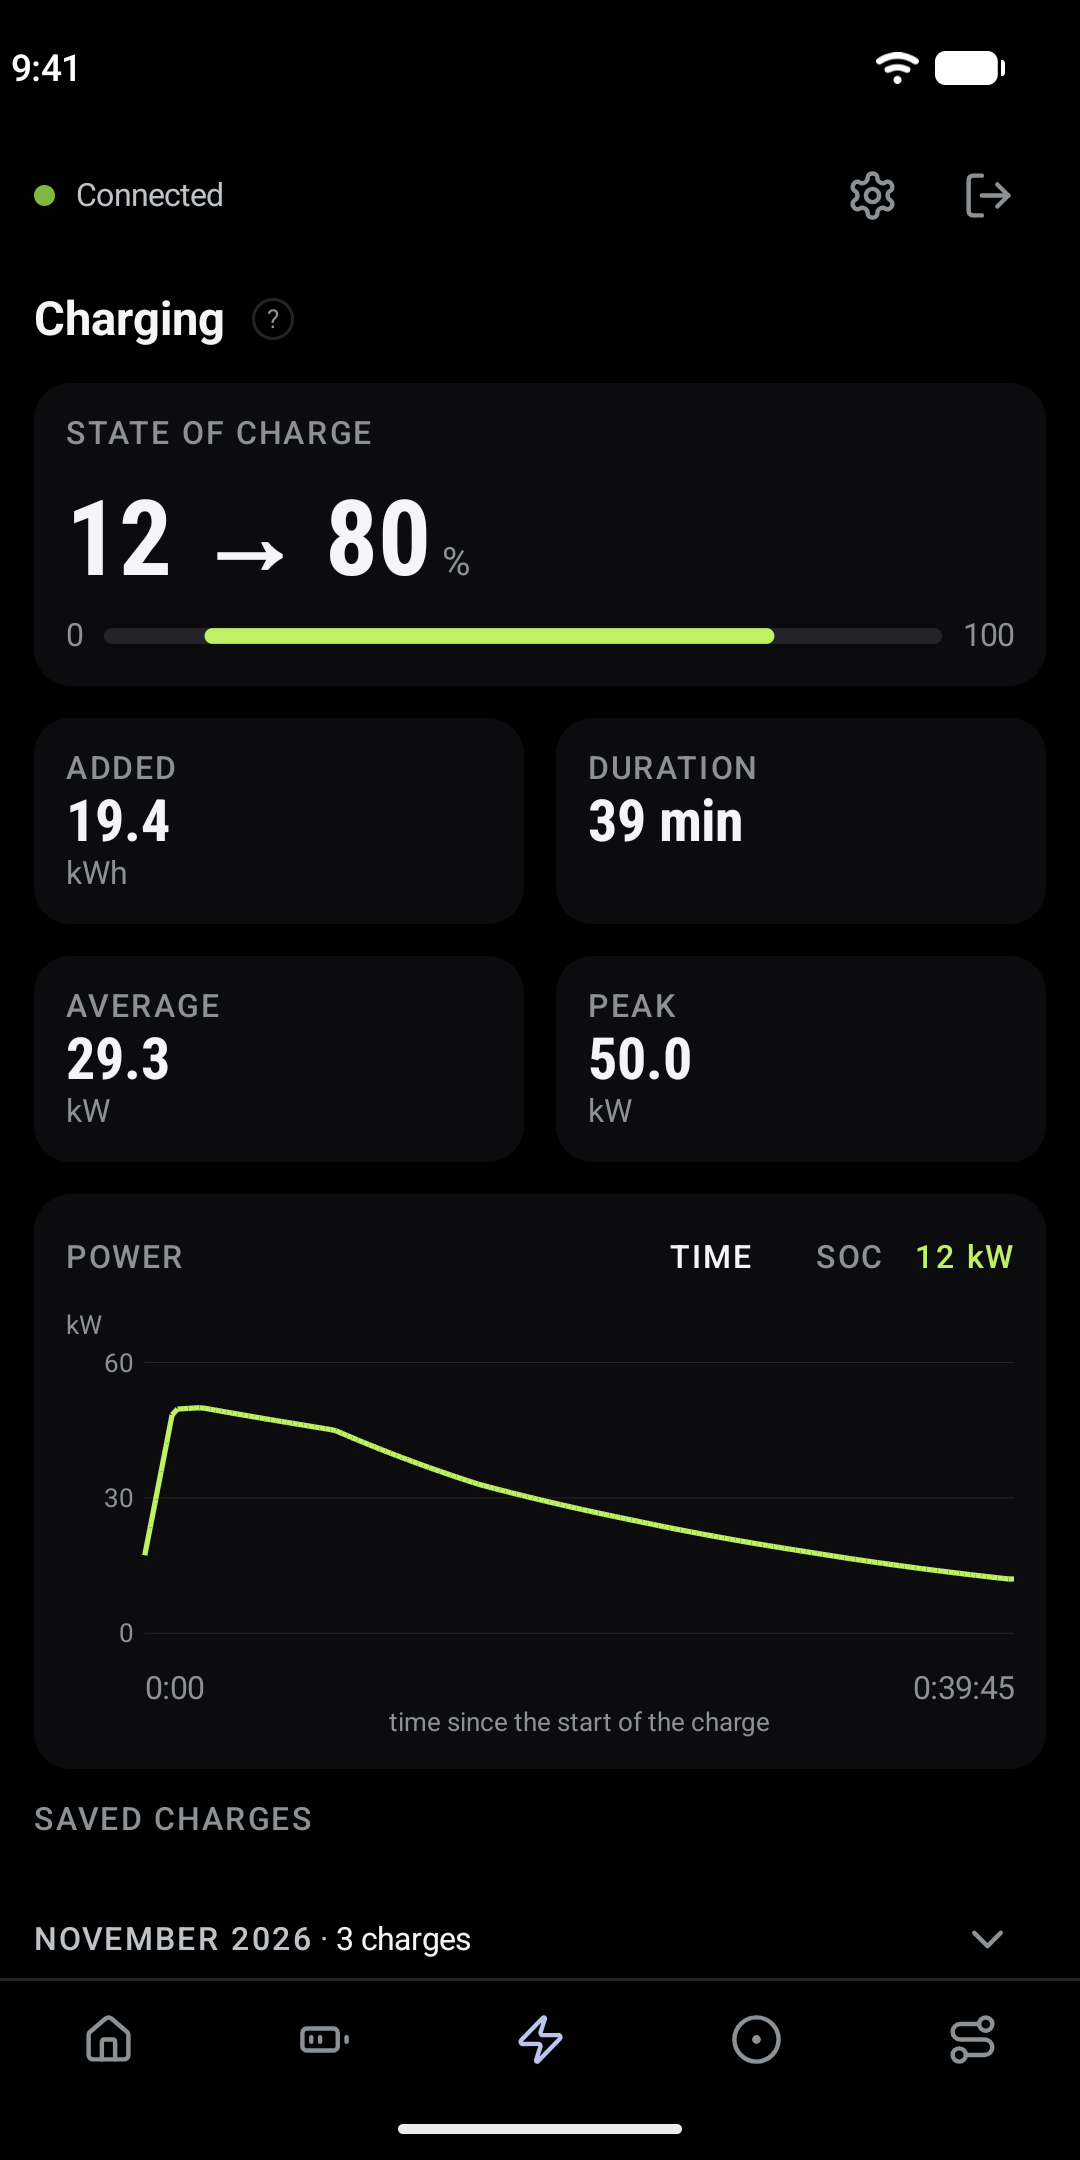 9:41
Connected
Charging ?
STATE OF CHARGE
12 → 80 %
0 100
ADDED
19.4
kWh
DURATION
39 min
AVERAGE
29.3
kW
PEAK
50.0
kW
POWER TIME SOC 12 kW
kW
60
30
0
0:00 0:39:45
time since the start of the charge
SAVED CHARGES
NOVEMBER 2026 · 3 charges